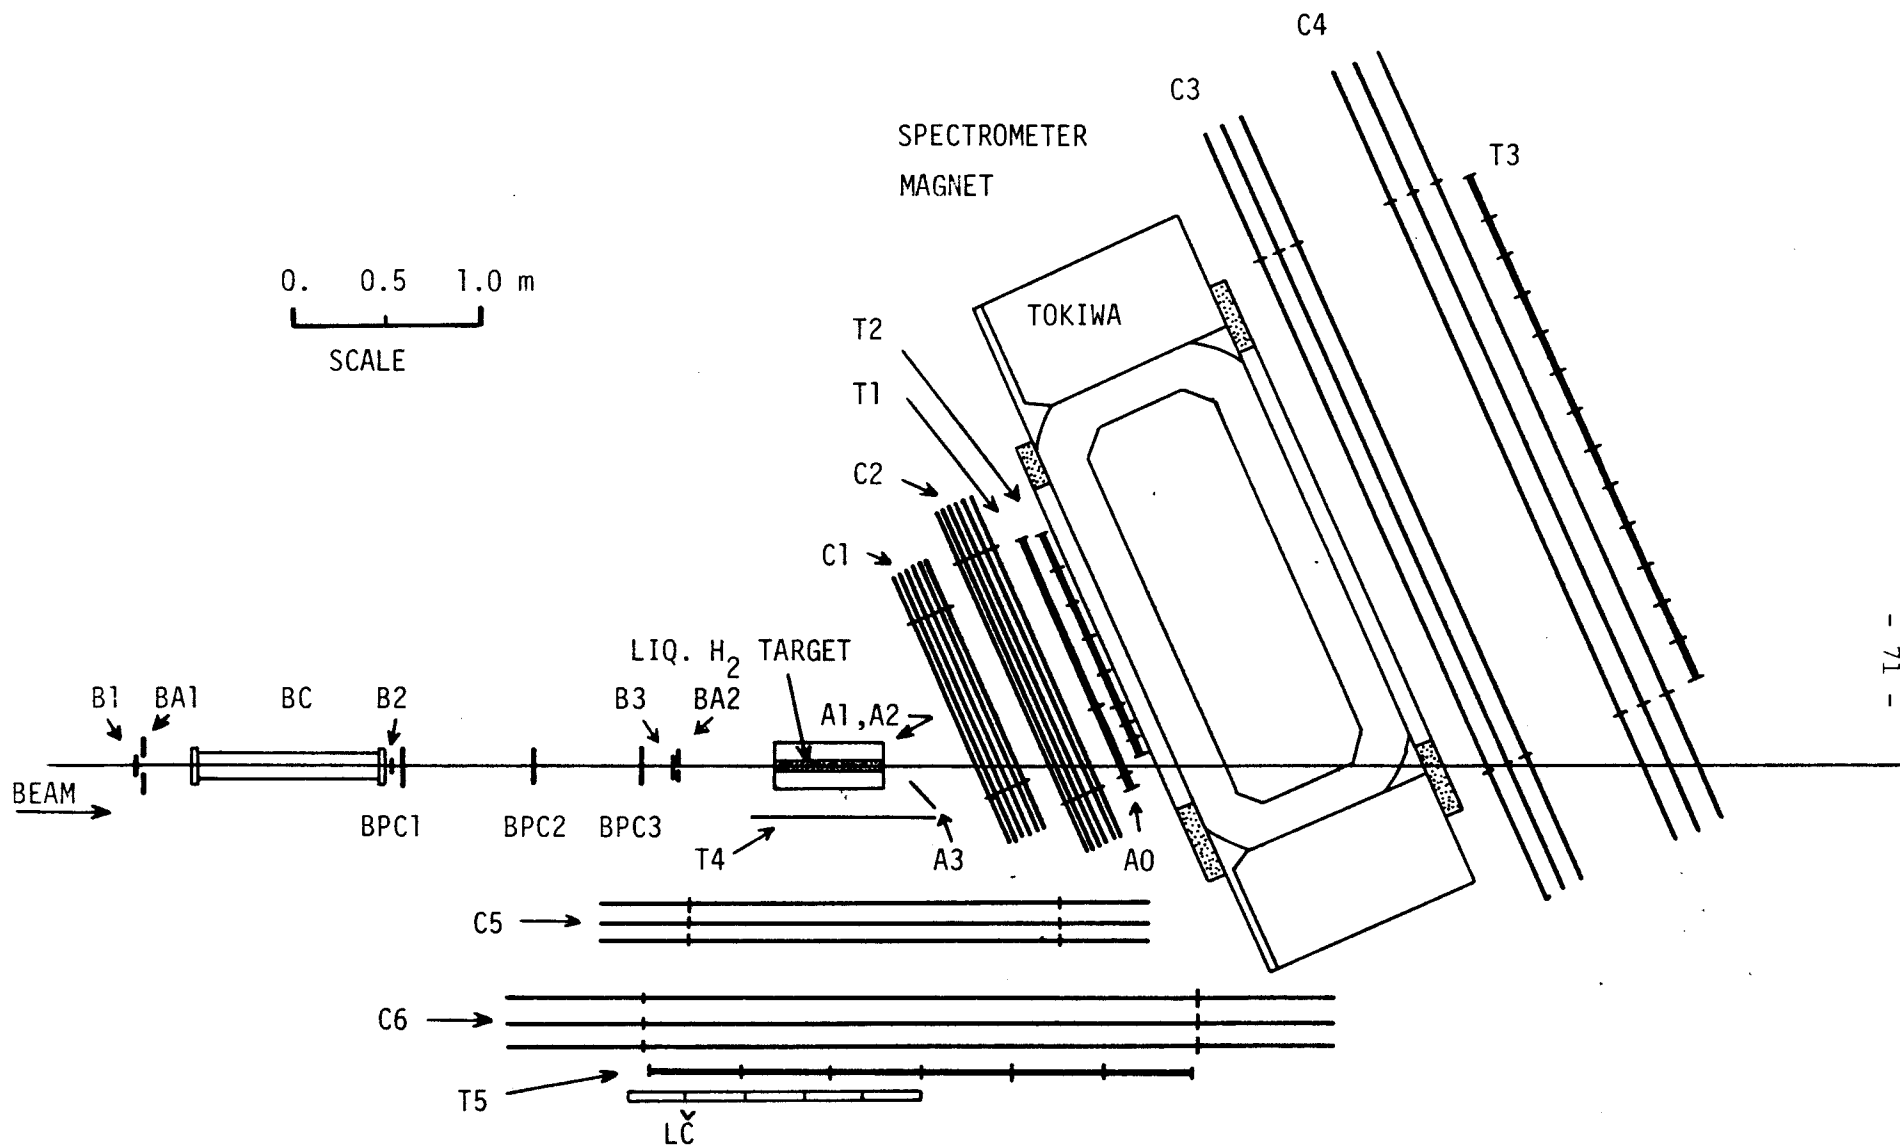 C4
C3
SPECTROMETER
MAGNET
T3
0. 0.5 1.0 m
SCALE
TOKIWA
T2
T1
C2
C1
LIQ. H2 TARGET
B1 BA1 BC B2 B3 BA2 A1,A2
BEAM
BPC1 BPC2 BPC3
T4 A3 A0
C5
C6
T5
LČ
- 71 -